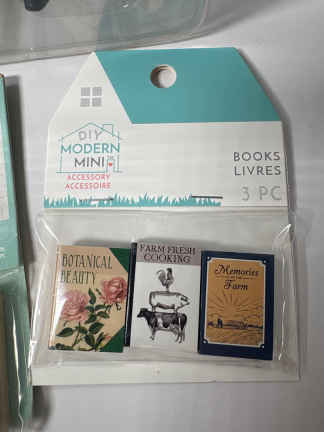 DIY
MODERN
MINI
ACCESSORY
ACCESSOIRE
BOOKS
LIVRES
3 PC
BOTANICAL
BEAUTY
FARM FRESH
COOKING
Memories
Farm